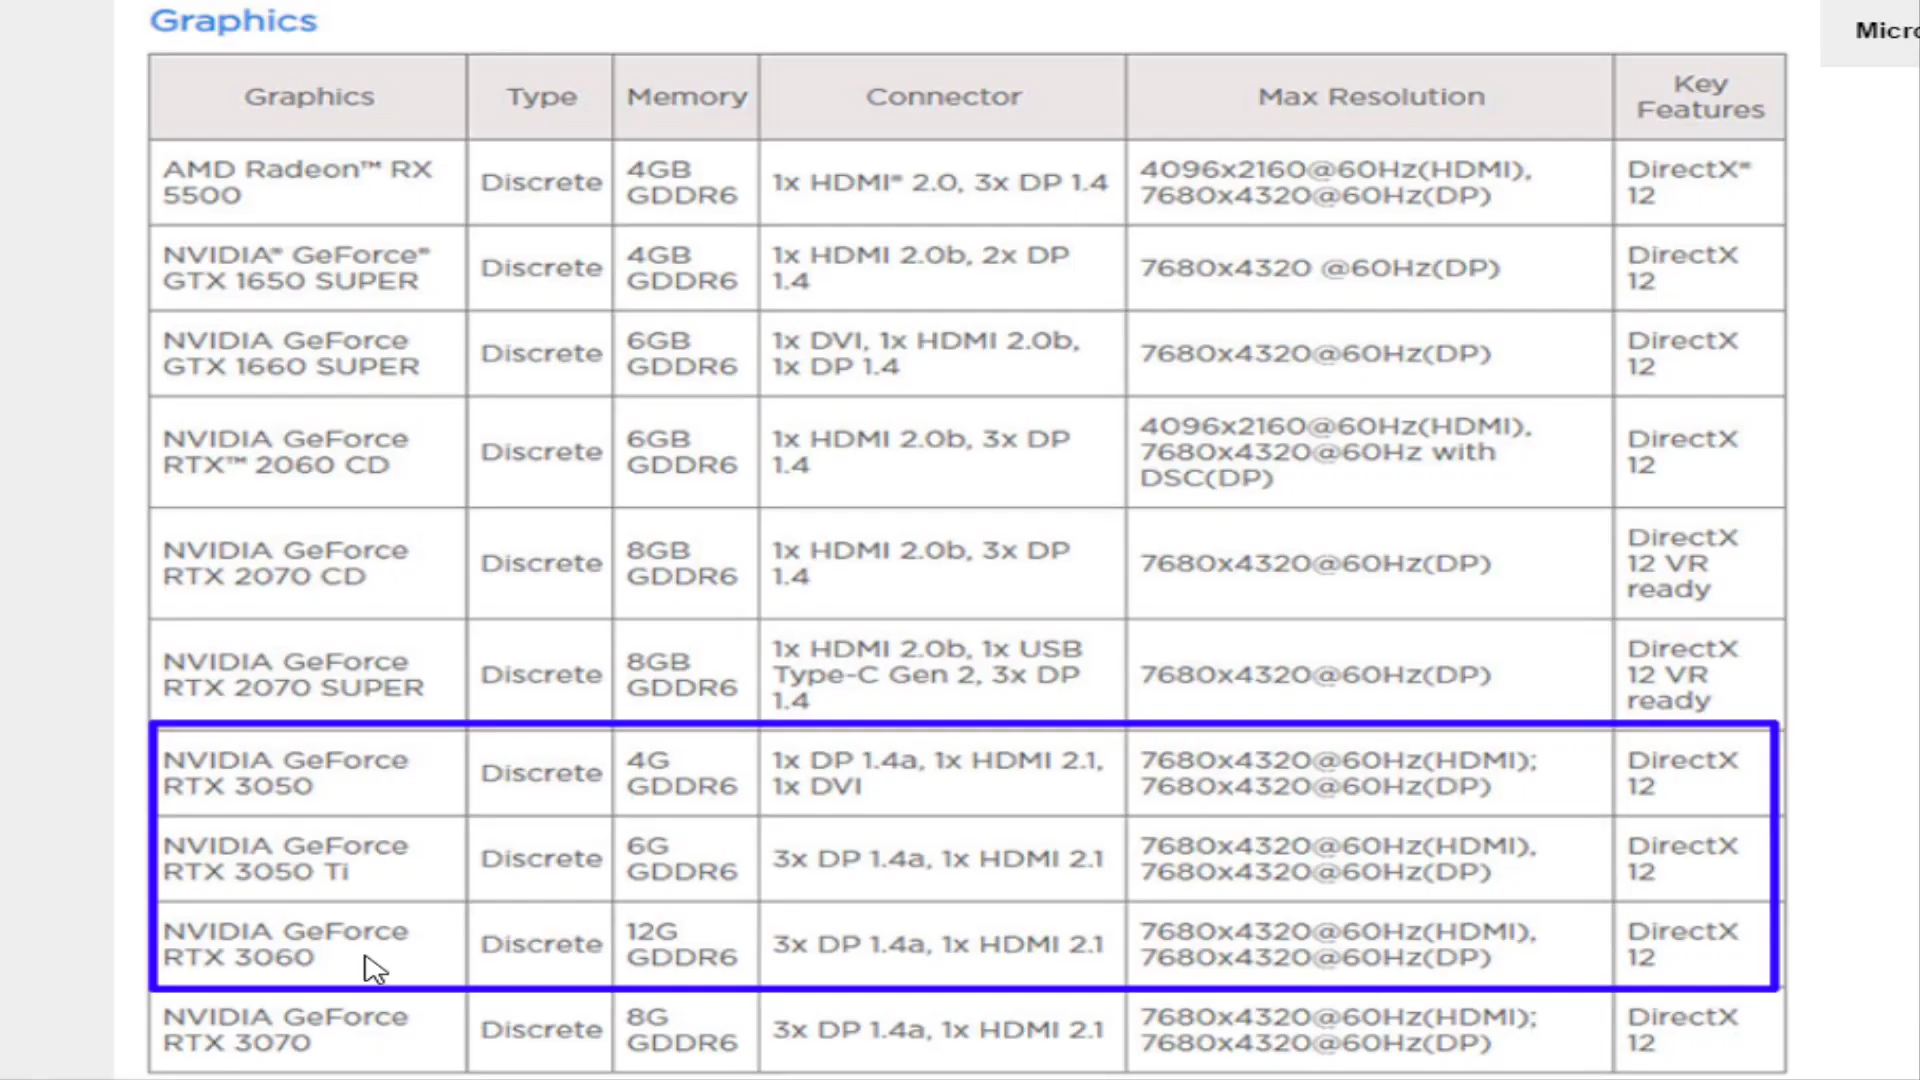 Graphics
Micro
Graphics
Type
Memory
Connector
Max Resolution
Key
Features
AMD Radeon™ RX
5500
Discrete
4GB
GDDR6
1x HDMI® 2.0, 3x DP 1.4
4096x2160@60Hz(HDMI),
7680x4320@60Hz(DP)
DirectX®
12
NVIDIA® GeForce®
GTX 1650 SUPER
Discrete
4GB
GDDR6
1x HDMI 2.0b, 2x DP
1.4
7680x4320 @60Hz(DP)
DirectX
12
NVIDIA GeForce
GTX 1660 SUPER
Discrete
6GB
GDDR6
1x DVI, 1x HDMI 2.0b,
1x DP 1.4
7680x4320@60Hz(DP)
DirectX
12
NVIDIA GeForce
RTX™ 2060 CD
Discrete
6GB
GDDR6
1x HDMI 2.0b, 3x DP
1.4
4096x2160@60Hz(HDMI),
7680x4320@60Hz with
DSC(DP)
DirectX
12
NVIDIA GeForce
RTX 2070 CD
Discrete
8GB
GDDR6
1x HDMI 2.0b, 3x DP
1.4
7680x4320@60Hz(DP)
DirectX
12 VR
ready
NVIDIA GeForce
RTX 2070 SUPER
Discrete
8GB
GDDR6
1x HDMI 2.0b, 1x USB
Type-C Gen 2, 3x DP
1.4
7680x4320@60Hz(DP)
DirectX
12 VR
ready
NVIDIA GeForce
RTX 3050
Discrete
4G
GDDR6
1x DP 1.4a, 1x HDMI 2.1,
1x DVI
7680x4320@60Hz(HDMI);
7680x4320@60Hz(DP)
DirectX
12
NVIDIA GeForce
RTX 3050 Ti
Discrete
6G
GDDR6
3x DP 1.4a, 1x HDMI 2.1
7680x4320@60Hz(HDMI),
7680x4320@60Hz(DP)
DirectX
12
NVIDIA GeForce
RTX 3060
Discrete
12G
GDDR6
3x DP 1.4a, 1x HDMI 2.1
7680x4320@60Hz(HDMI),
7680x4320@60Hz(DP)
DirectX
12
NVIDIA GeForce
RTX 3070
Discrete
8G
GDDR6
3x DP 1.4a, 1x HDMI 2.1
7680x4320@60Hz(HDMI);
7680x4320@60Hz(DP)
DirectX
12